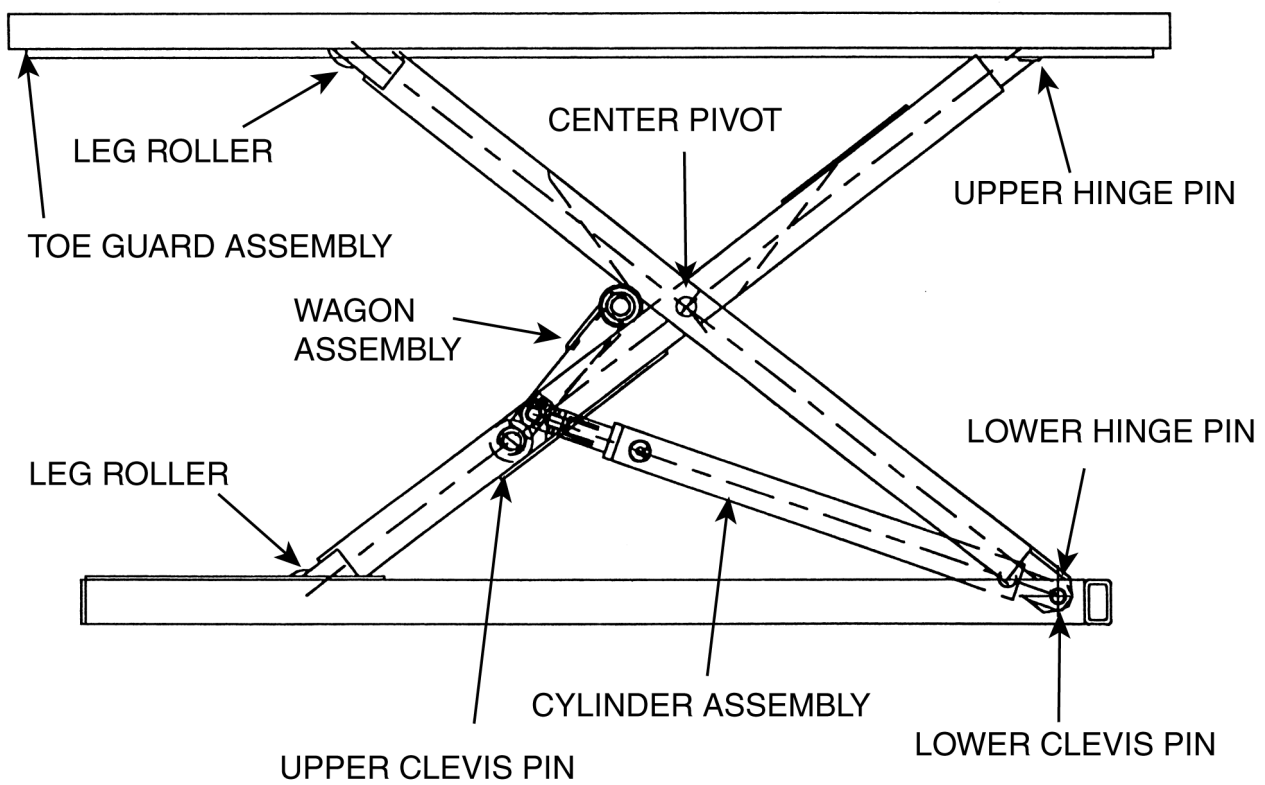 CENTER PIVOT
LEG ROLLER
UPPER HINGE PIN
TOE GUARD ASSEMBLY
WAGON
ASSEMBLY
LOWER HINGE PIN
LEG ROLLER
CYLINDER ASSEMBLY
LOWER CLEVIS PIN
UPPER CLEVIS PIN